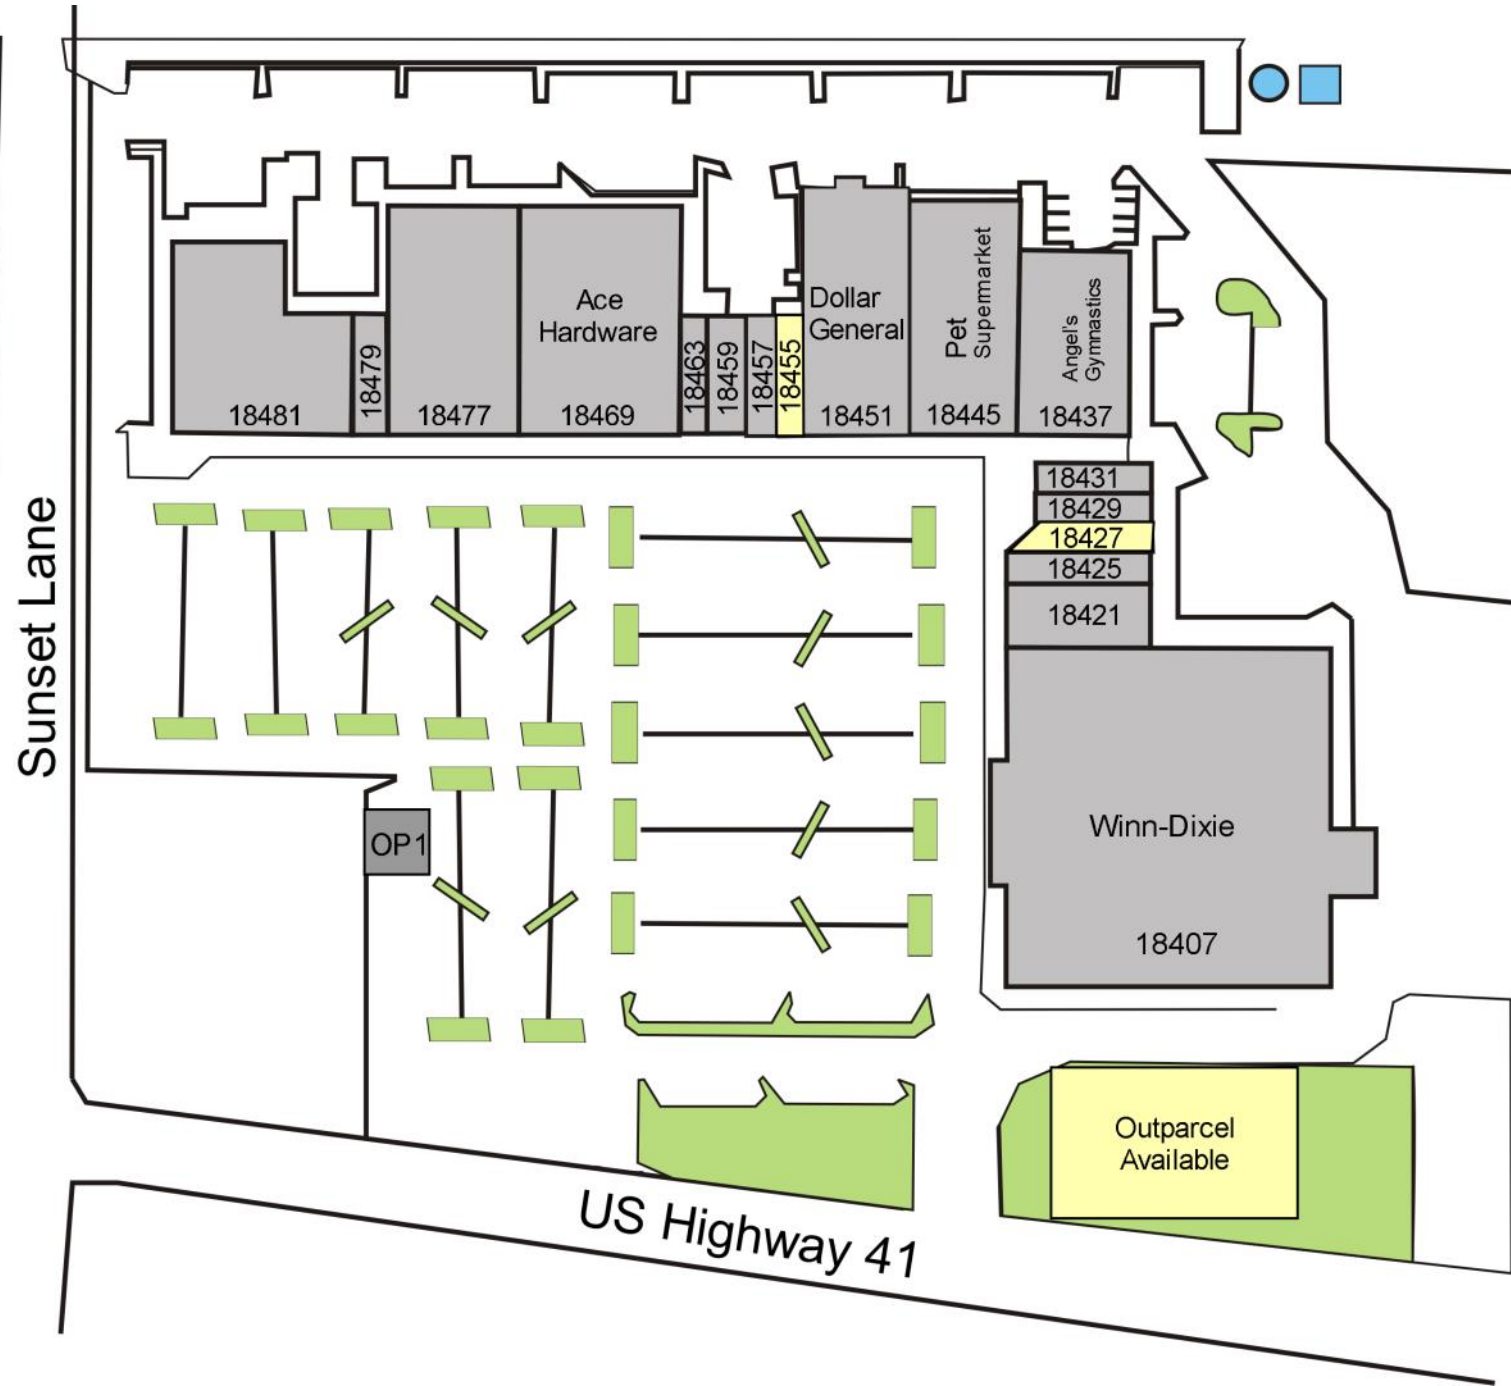 Ace
Hardware
Dollar
General
Pet
Supermarket
Angel's
Gymnastics
18481
18479
18477
18469
18463
18459
18457
18455
18451
18445
18437
18431
18429
18427
18425
18421
Sunset Lane
OP1
Winn-Dixie
18407
Outparcel
Available
US Highway 41